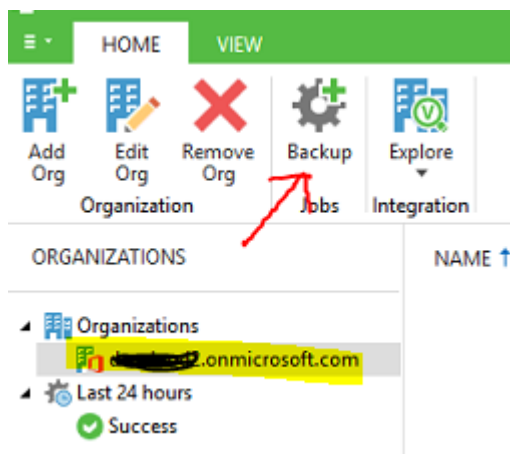 HOME VIEW
Add Org
Edit Org
Remove Org
Backup
Explore
Organization
Jobs
Integration
ORGANIZATIONS
NAME
Organizations
2.onmicrosoft.com
Last 24 hours
Success